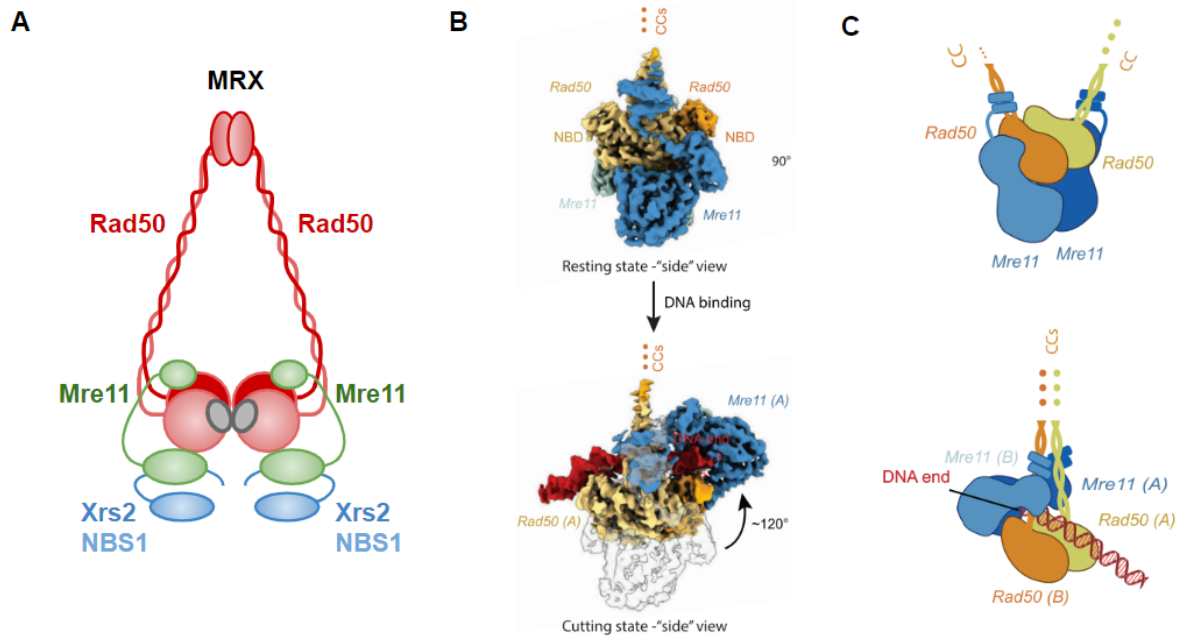 A
MRX
Rad50
Rad50
Mre11
Mre11
Xrs2
NBS1
Xrs2
NBS1
B
CCs
Rad50
Rad50
NBD
NBD
90°
Mre11
Mre11
Resting state -"side" view
DNA binding
CCs
Mre11 (A)
DNA end
Rad50 (A)
~120°
Cutting state -"side" view
C
CC
CC
Rad50
Rad50
Mre11
Mre11
CCs
Mre11 (B)
DNA end
Mre11 (A)
Rad50 (A)
Rad50 (B)